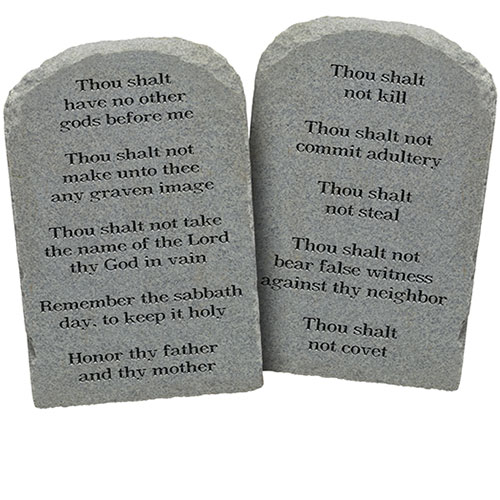 Thou shalt
have no other
gods before me
Thou shalt not
make unto thee
any graven image
Thou shalt not take
the name of the Lord
thy God in vain
Remember the sabbath
day, to keep it holy
Honor thy father
and thy mother
Thou shalt
not kill
Thou shalt not
commit adultery
Thou shalt
not steal
Thou shalt not
bear false witness
against thy neighbor
Thou shalt
not covet